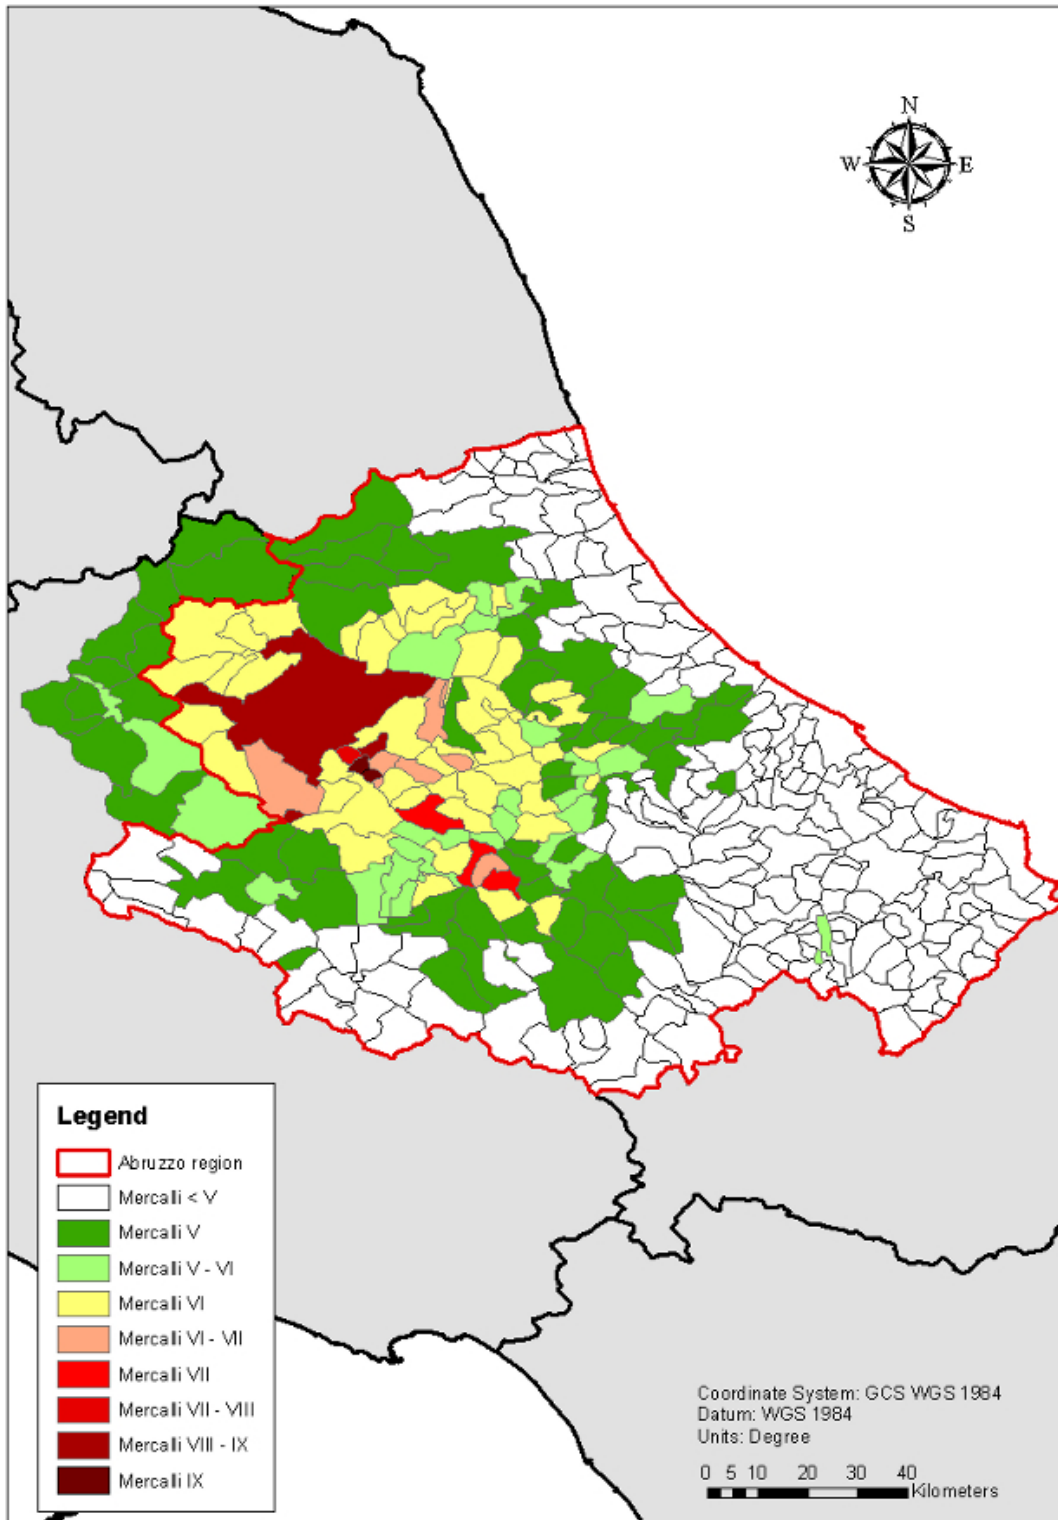 N
W E
S
Legend
Abruzzo region
Mercalli < V
Mercalli V
Mercalli V - VI
Mercalli VI
Mercalli VI - VII
Mercalli VII
Mercalli VII - VIII
Mercalli VIII - IX
Mercalli IX
Coordinate System: GCS WGS 1984
Datum: WGS 1984
Units: Degree
0 5 10 20 30 40
Kilometers